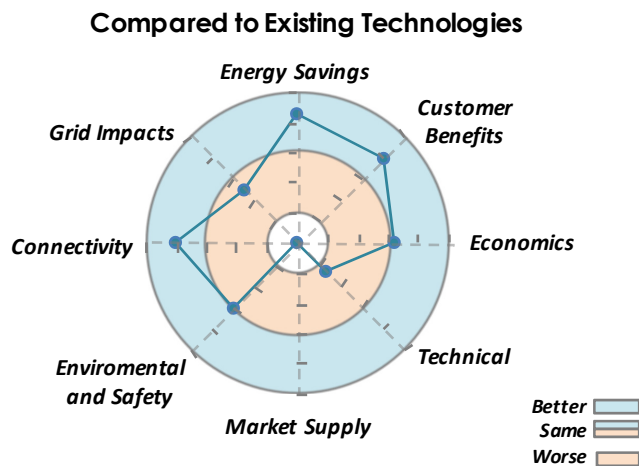 Compared to Existing Technologies
Energy Savings
Customer
Benefits
Grid Impacts
Connectivity
Economics
Enviromental
and Safety
Technical
Market Supply
Better
Same
Worse